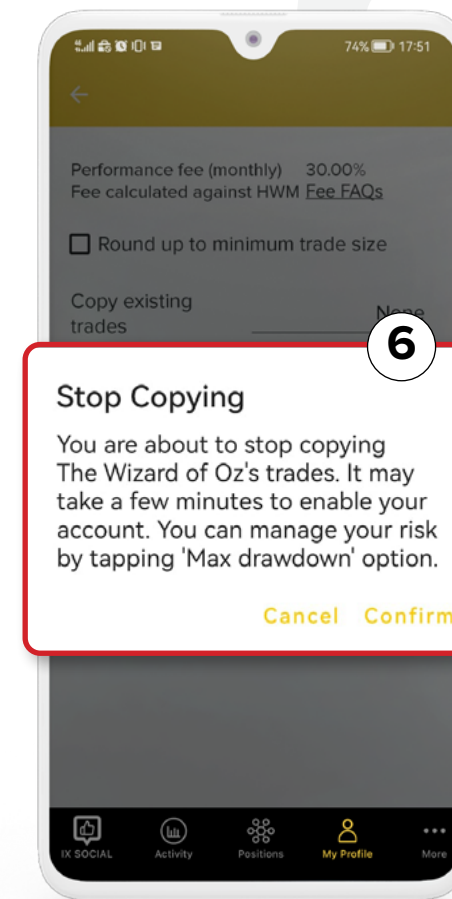 74% 17:51
Performance fee (monthly) 30.00%
Fee calculated against HWM Fee FAQs
Round up to minimum trade size
Copy existing None
trades
6
Stop Copying
You are about to stop copying
The Wizard of Oz's trades. It may
take a few minutes to enable your
account. You can manage your risk
by tapping 'Max drawdown' option.
Cancel Confirm
IX SOCIAL Activity Positions My Profile More